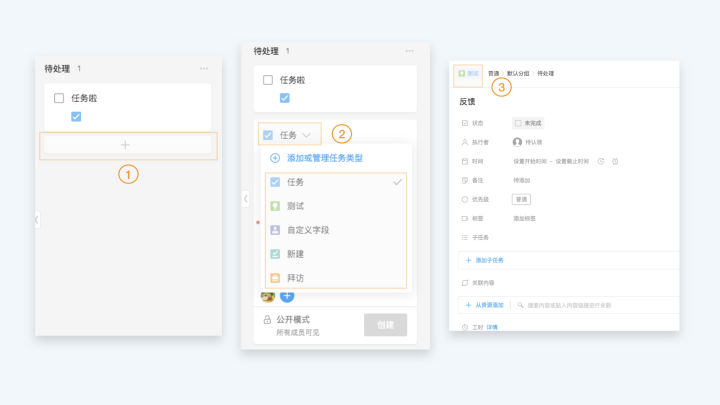 待处理 1 ...
任务啦
+
1
待处理 1 ...
任务啦
任务
2
添加或管理任务类型
任务
测试
自定义字段
新建
拜访
*
公开模式
所有成员可见
创建
测试 普通 / 默认分组 / 待处理
3
反馈
状态 未完成
执行者 待认领
时间 设置开始时间 - 设置截止时间
备注 待添加
优先级 普通
标签 添加标签
子任务
+ 添加子任务
关联内容
+ 从资源添加 搜索内容或贴入内容链接进行关联
工时 详情